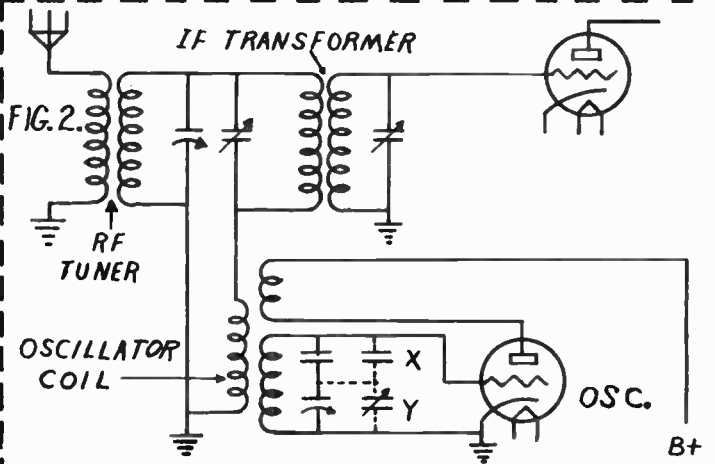 IF TRANSFORMER
FIG. 2.
RF
TUNER
OSCILLATOR
COIL
X
Y
OSC.
B+